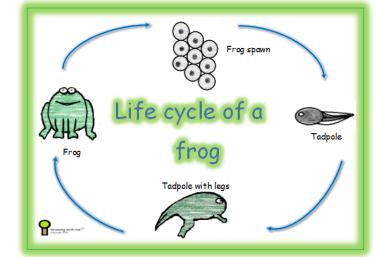 Frog spawn
Life cycle of a
frog
Tadpole
Frog
Tadpole with legs